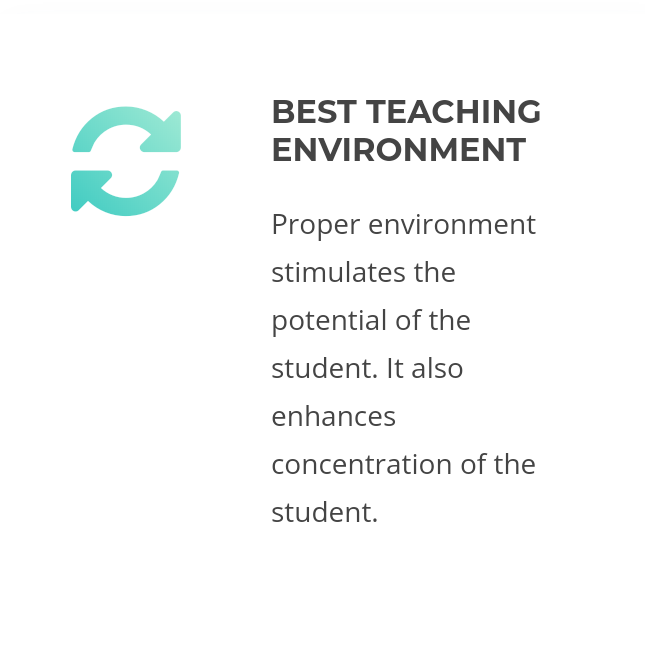 BEST TEACHING
ENVIRONMENT
Proper environment
stimulates the
potential of the
student. It also
enhances
concentration of the
student.